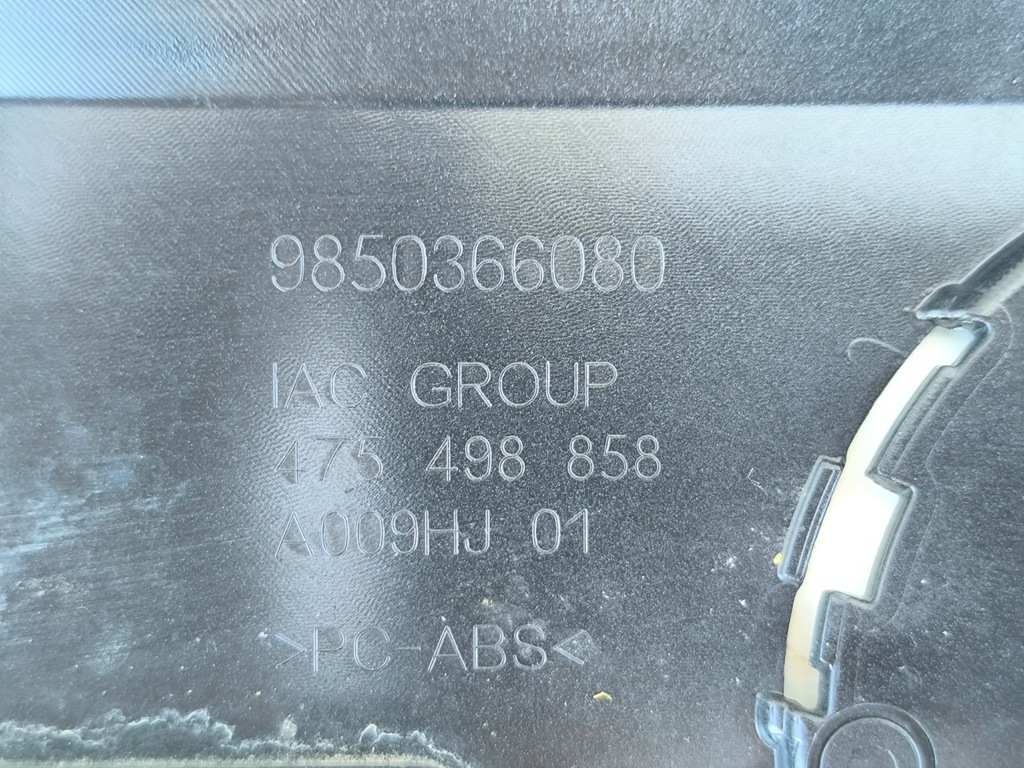 9850366080
IAC GROUP
475 498 858
A009HJ 01
>PC-ABS<